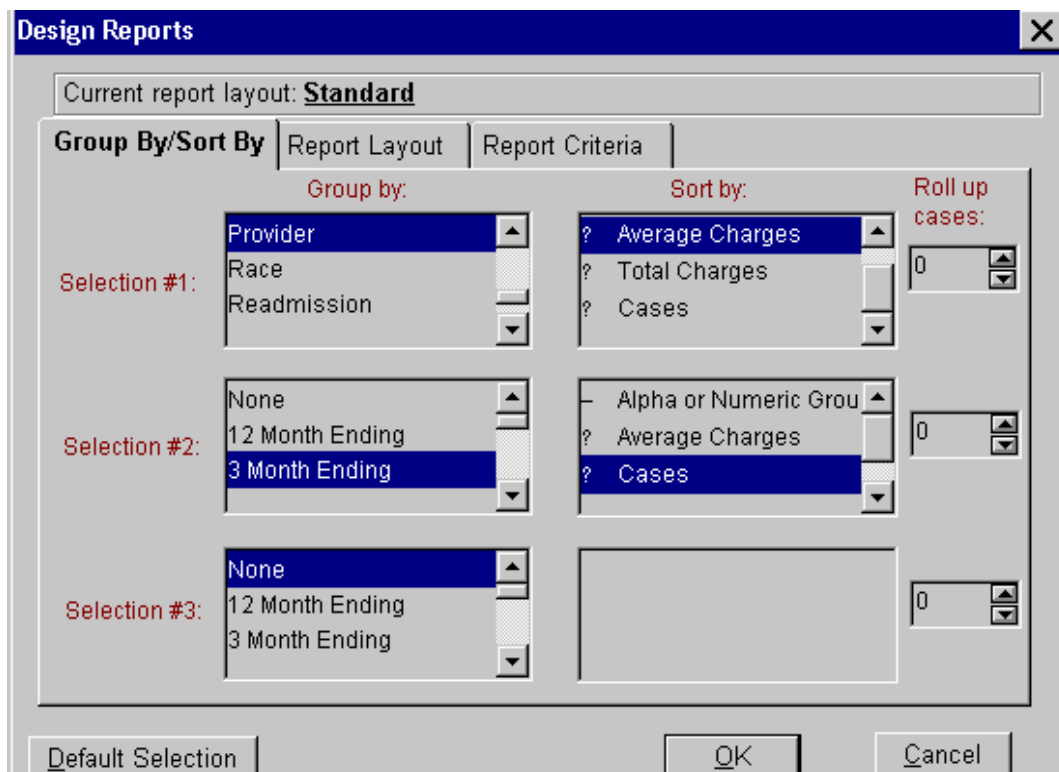 Design Reports
Current report layout: Standard
Group By/Sort By
Report Layout
Report Criteria
Group by:
Sort by:
Roll up
cases:
Selection #1:
Provider
Race
Readmission
? Average Charges
? Total Charges
? Cases
0
Selection #2:
None
12 Month Ending
3 Month Ending
– Alpha or Numeric Grou
? Average Charges
? Cases
0
Selection #3:
None
12 Month Ending
3 Month Ending
0
Default Selection
OK
Cancel